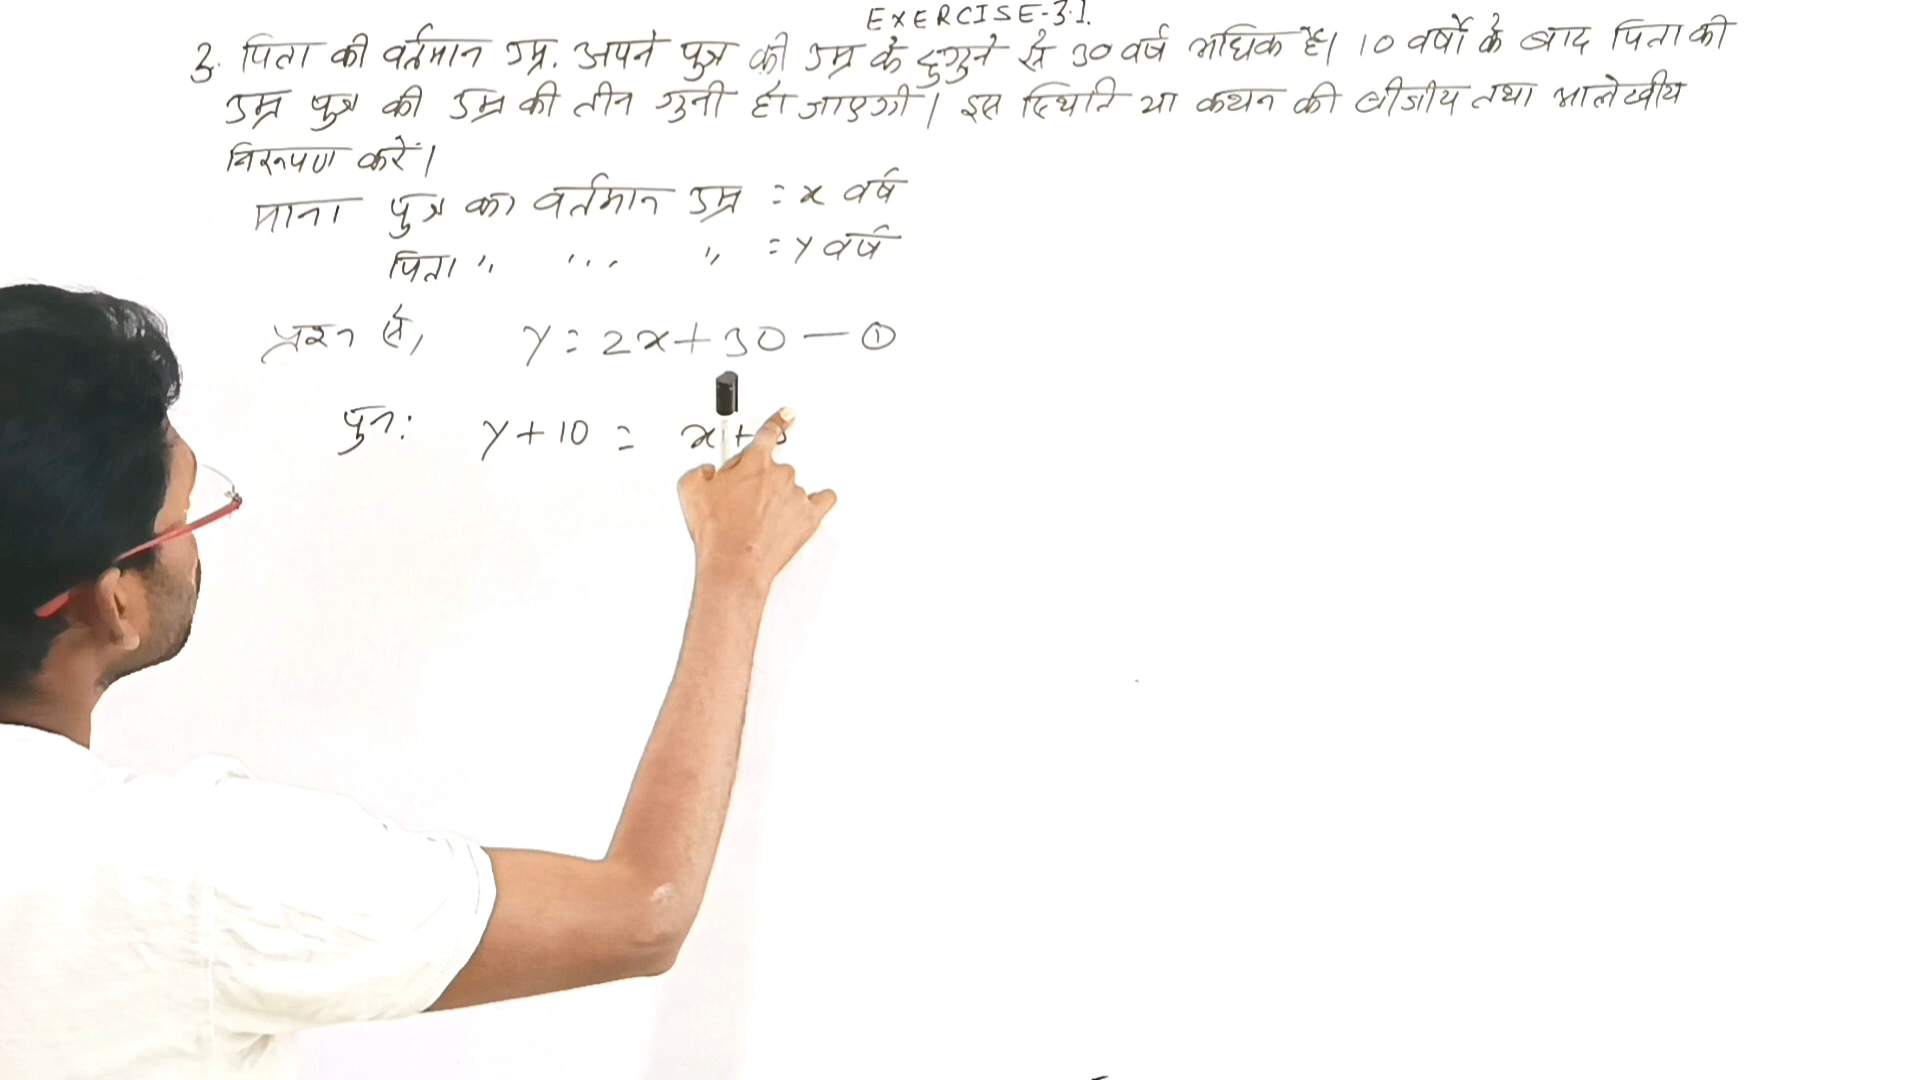 EXERCISE-3.1.
3. पिता की वर्तमान उम्र. अपने पुत्र की उम्र के दुगुने से 30 वर्ष अधिक है। 10 वर्षों के बाद पिता की
उम्र पुत्र की उम्र की तीन गुनी हो जाएगी। इस स्थिति या कथन की बीजीय तथा आलेखीय
निरूपण करें।
माना पुत्र का वर्तमान उम्र = x वर्ष
पिता " " " = y वर्ष
प्रश्न से, y = 2x+30 — ①
पुन: y+10 = x+